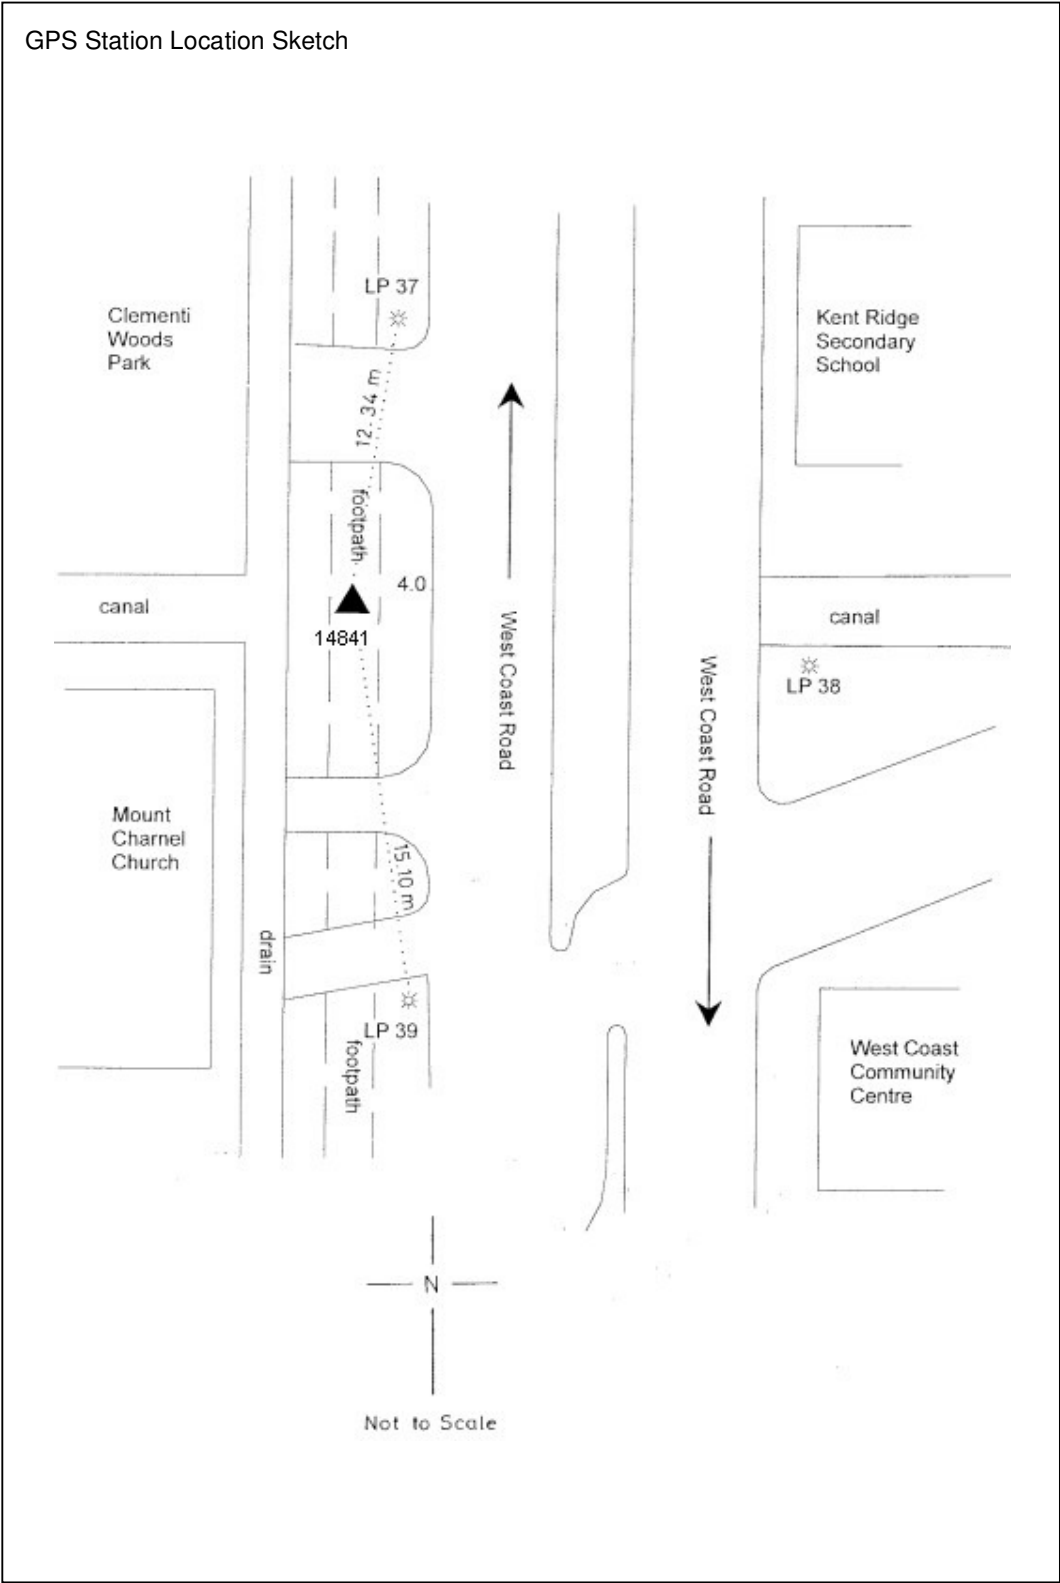 GPS Station Location Sketch
LP 37
Clementi
Woods
Park
Kent Ridge
Secondary
School
12.34 m
footpath
4.0
canal
14841
canal
West Coast Road
West Coast Road
LP 38
Mount
Charnel
Church
15.10 m
drain
LP 39
footpath
West Coast
Community
Centre
N
Not to Scale